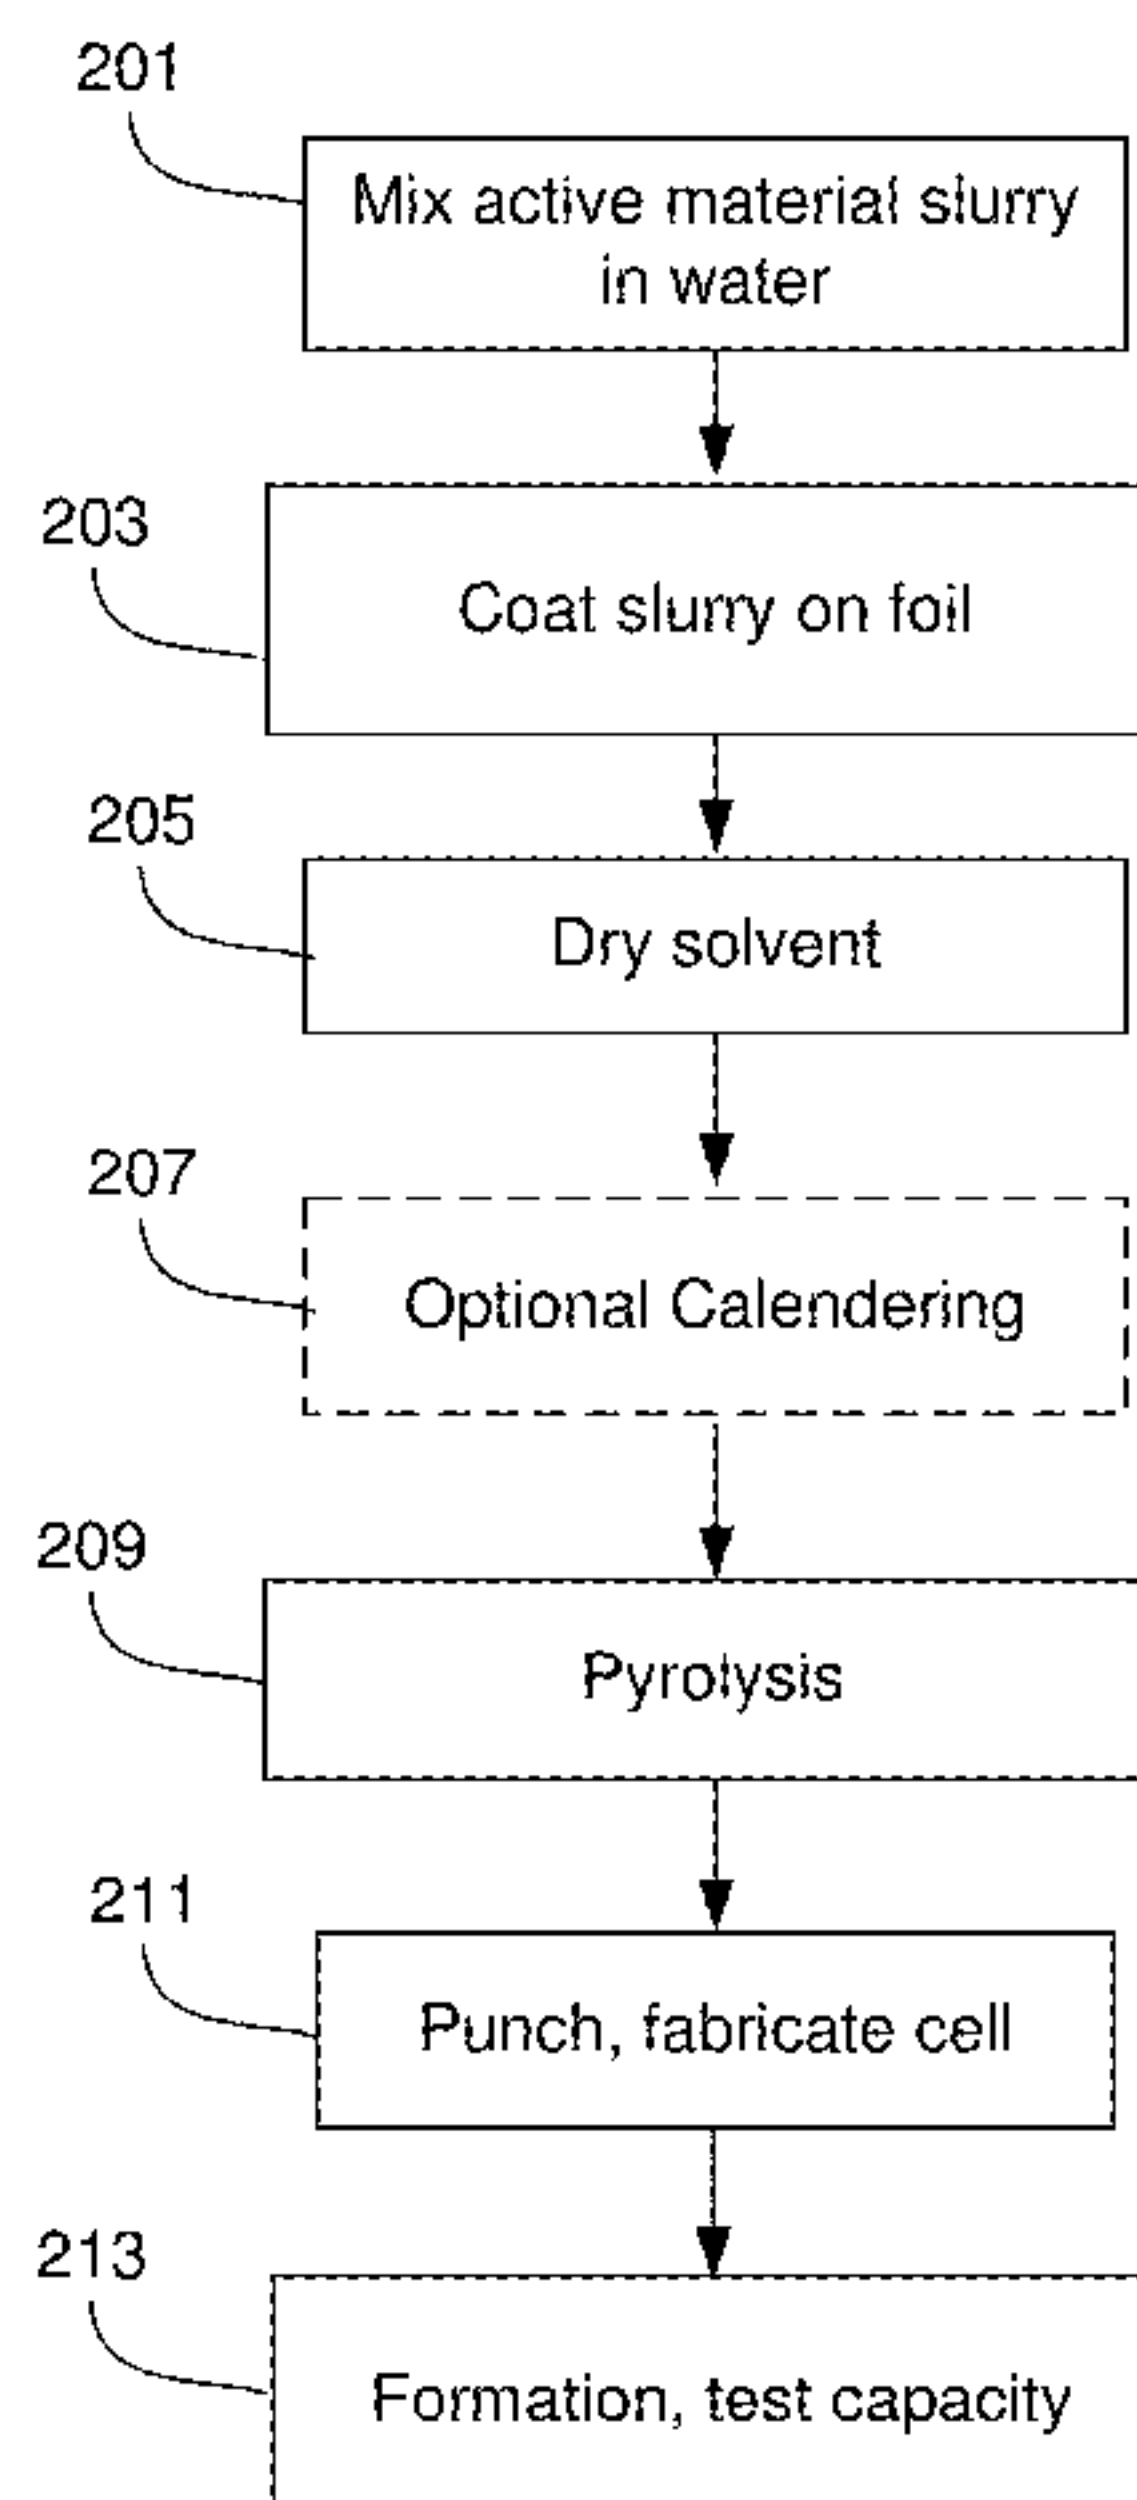 201
Mix active material slurry
in water
203
Coat slurry on foil
205
Dry solvent
207
Optional Calendering
209
Pyrolysis
211
Punch, fabricate cell
213
Formation, test capacity